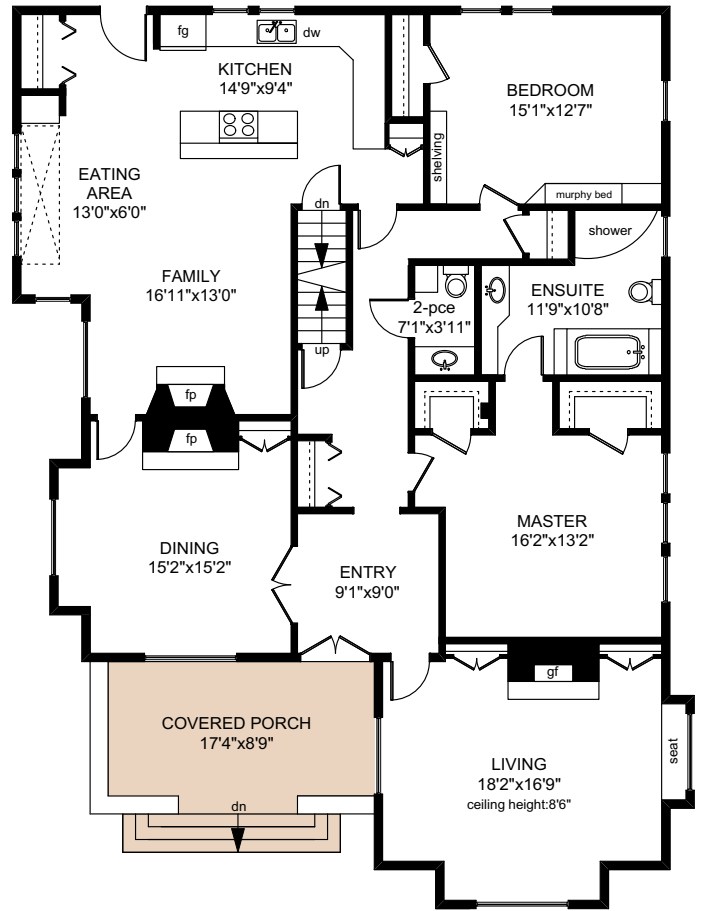 fg
dw
KITCHEN
14'9"x9'4"
BEDROOM
15'1"x12'7"
shelving
murphy bed
EATING
AREA
13'0"x6'0"
dn
shower
FAMILY
16'11"x13'0"
2-pce
7'1"x3'11"
ENSUITE
11'9"x10'8"
up
fp
fp
MASTER
16'2"x13'2"
DINING
15'2"x15'2"
ENTRY
9'1"x9'0"
gf
COVERED PORCH
17'4"x8'9"
seat
LIVING
18'2"x16'9"
ceiling height:8'6"
dn